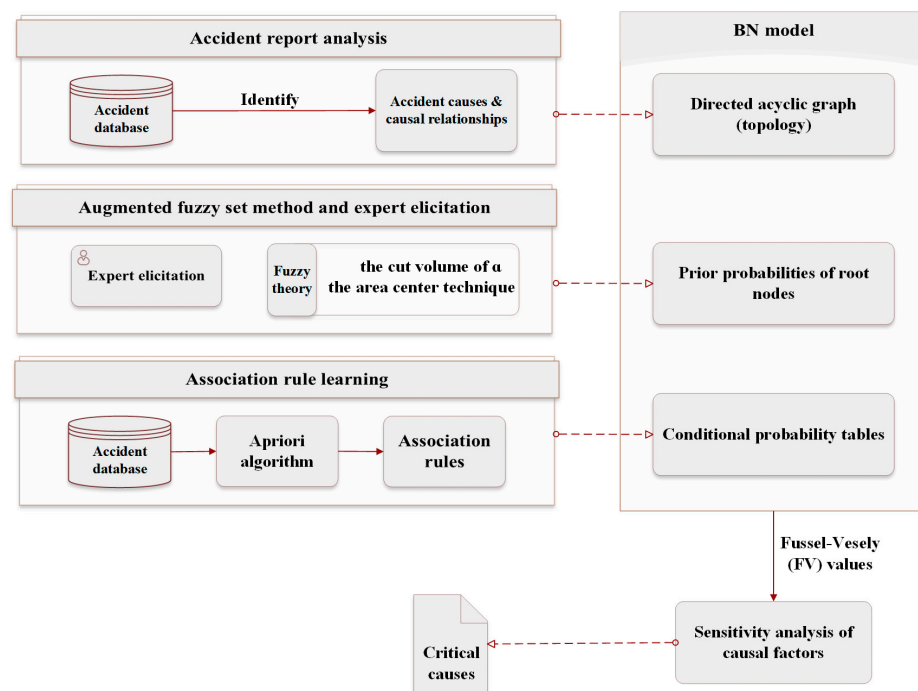 Accident report analysis
Accident
database
Identify
Accident causes &
causal relationships
Augmented fuzzy set method and expert elicitation
Expert elicitation
Fuzzy
theory
the cut volume of α
the area center technique
Association rule learning
Accident
database
Apriori
algorithm
Association
rules
BN model
Directed acyclic graph
(topology)
Prior probabilities of root
nodes
Conditional probability tables
Fussel-Vesely
(FV) values
Sensitivity analysis of
causal factors
Critical
causes